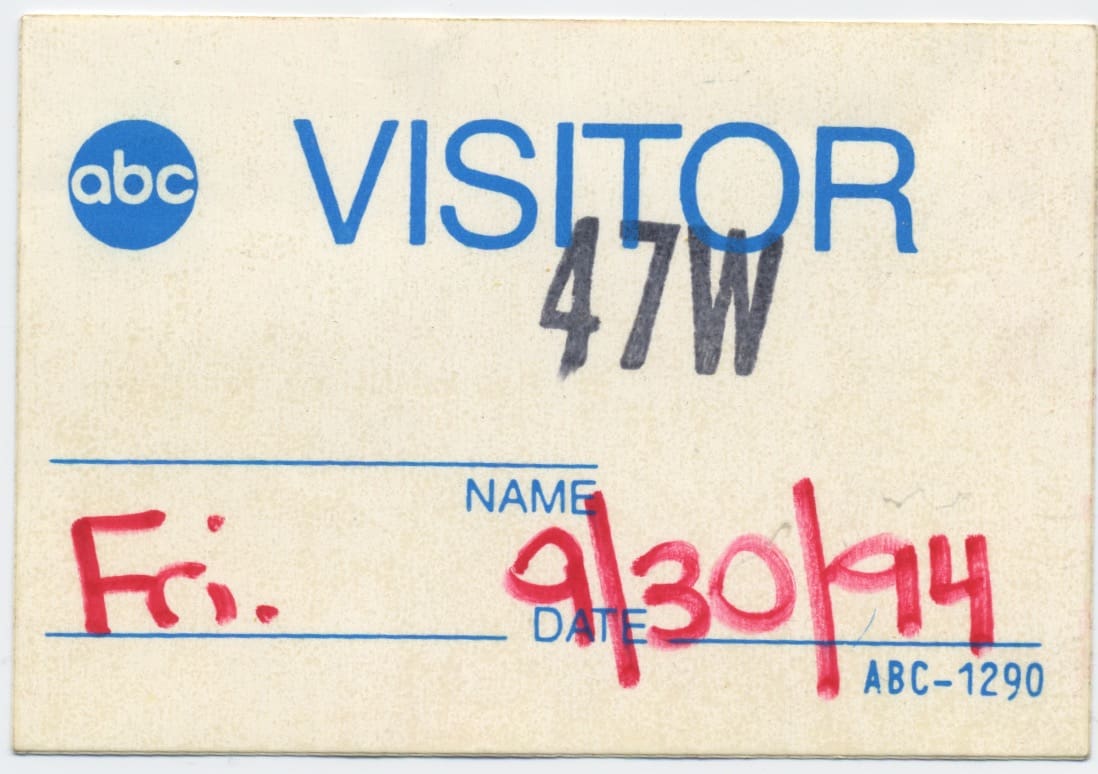 abc VISITOR
47W
NAME
Fri. 9/30/94
DATE
ABC-1290